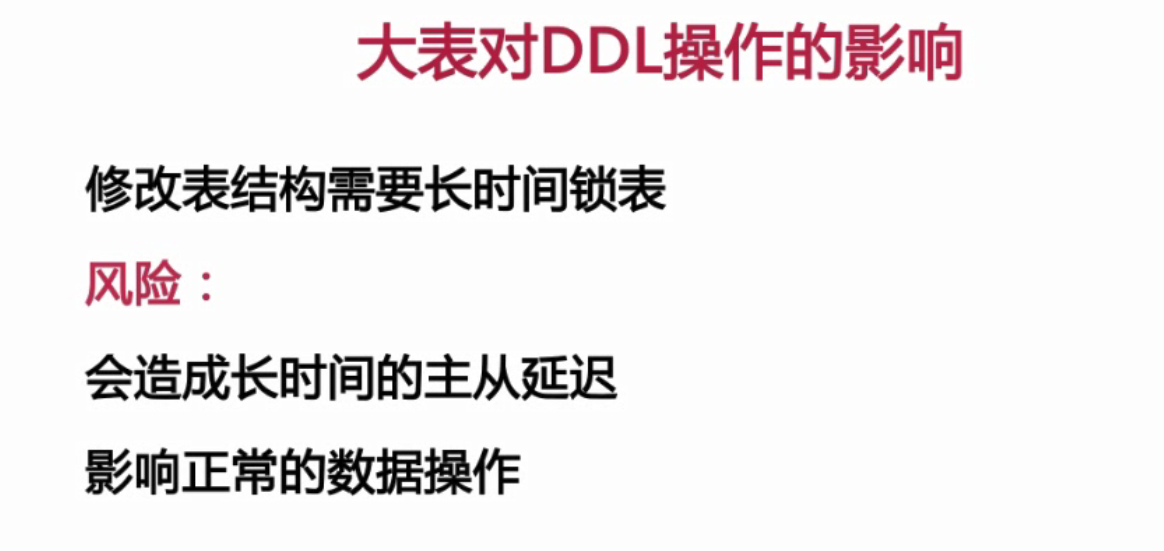 大表对DDL操作的影响
修改表结构需要长时间锁表
风险：
会造成长时间的主从延迟
影响正常的数据操作